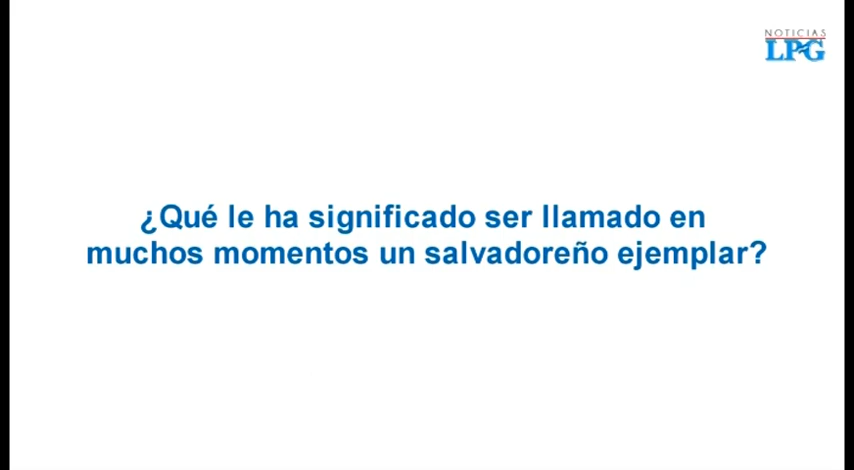 NOTICIAS
LPG
¿Qué le ha significado ser llamado en
muchos momentos un salvadoreño ejemplar?